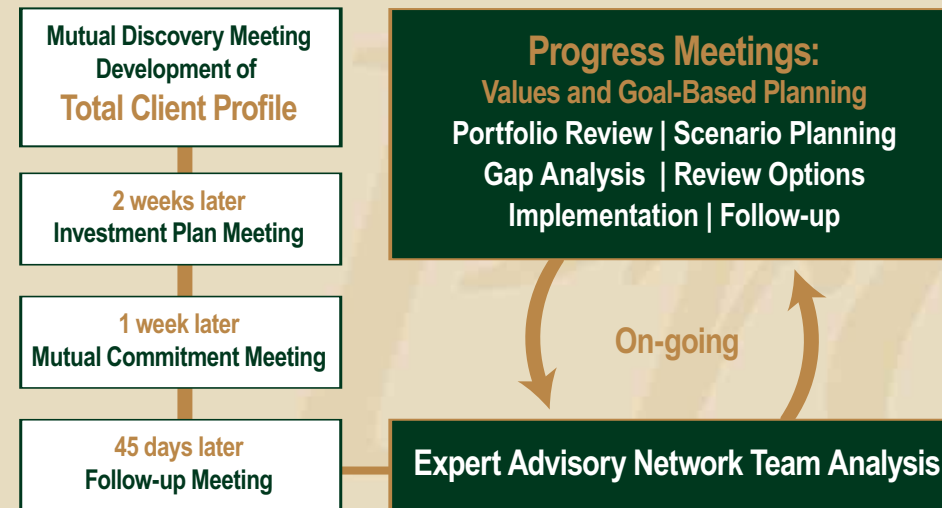 Mutual Discovery Meeting
Development of
Total Client Profile
2 weeks later
Investment Plan Meeting
1 week later
Mutual Commitment Meeting
45 days later
Follow-up Meeting
Progress Meetings:
Values and Goal-Based Planning
Portfolio Review | Scenario Planning
Gap Analysis | Review Options
Implementation | Follow-up
On-going
Expert Advisory Network Team Analysis